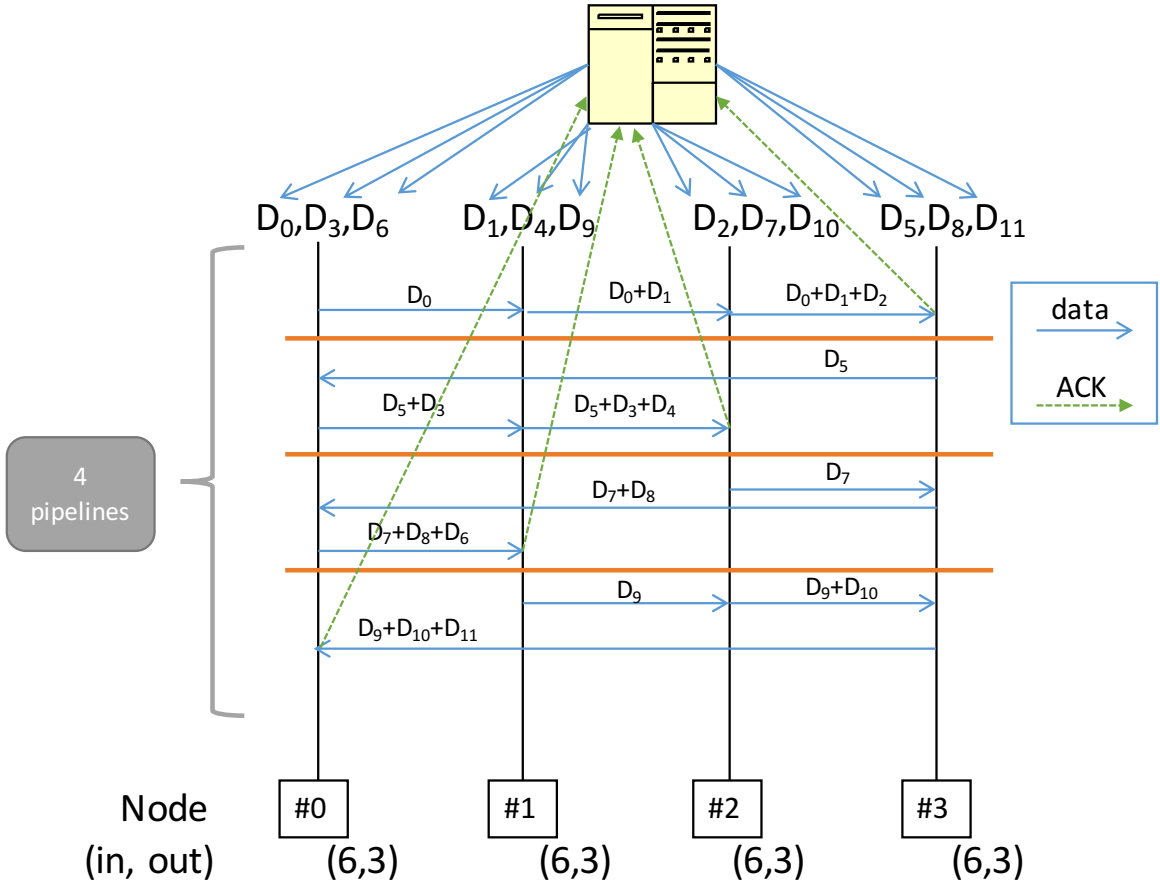 D₀,D₃,D₆ D₁,D₄,D₉ D₂,D₇,D₁₀ D₅,D₈,D₁₁
D₀ D₀+D₁ D₀+D₁+D₂
data
D₅
ACK
D₅+D₃ D₅+D₃+D₄
4
pipelines
D₇
D₇+D₈
D₇+D₈+D₆
D₉ D₉+D₁₀
D₉+D₁₀+D₁₁
Node #0 #1 #2 #3
(in, out) (6,3) (6,3) (6,3) (6,3)